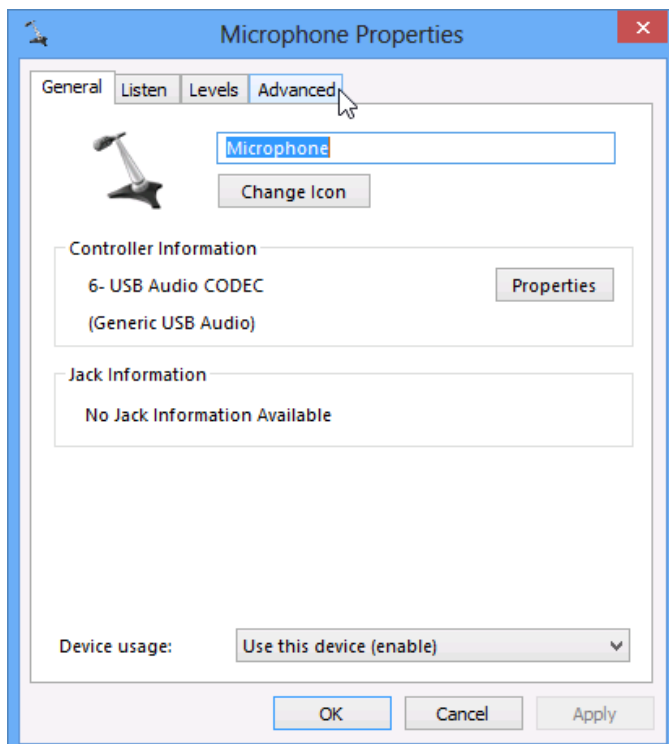 Microphone Properties
General Listen Levels Advanced
Microphone
Change Icon
Controller Information
6- USB Audio CODEC
Properties
(Generic USB Audio)
Jack Information
No Jack Information Available
Device usage: Use this device (enable)
OK Cancel Apply